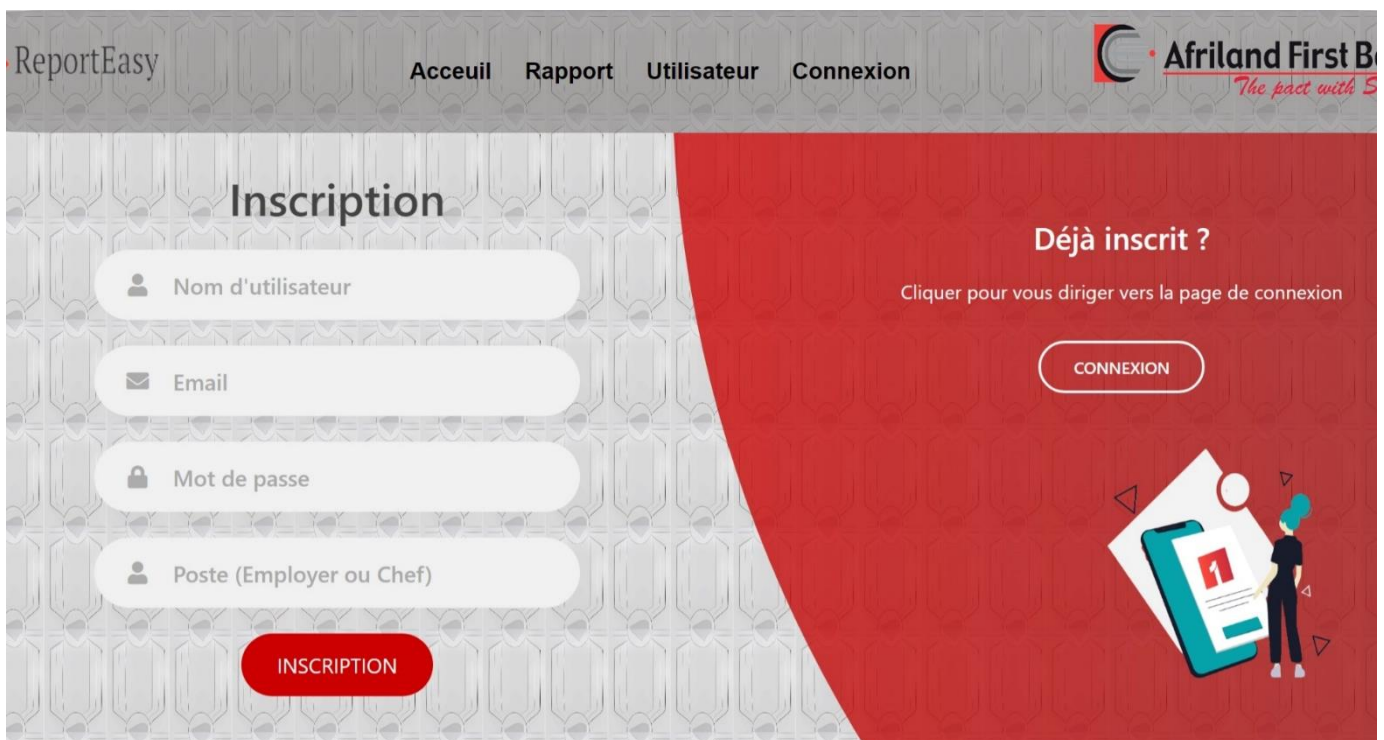 ReportEasy
Acceuil Rapport Utilisateur Connexion
Afriland First B
The pact with S
Inscription
Nom d'utilisateur
Email
Mot de passe
Poste (Employer ou Chef)
INSCRIPTION
Déjà inscrit ?
Cliquer pour vous diriger vers la page de connexion
CONNEXION
1